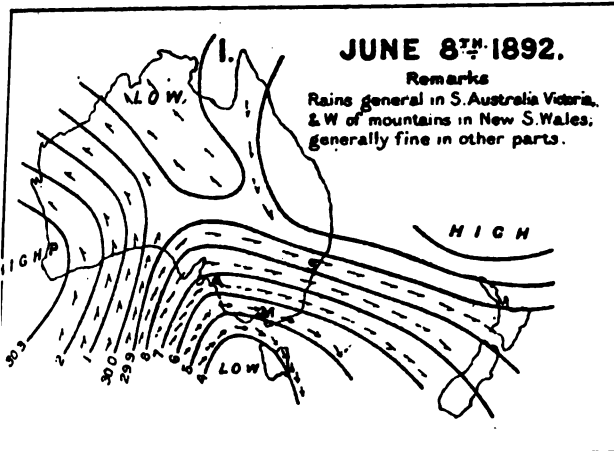 I.
JUNE 8TH. 1892.
Remarks
Rains general in S. Australia Victoria,
& W of mountains in New S. Wales;
generally fine in other parts.
LOW.
HIGH
HIGH
P
A
M
LOW
30.3
2
1
30.0
29.9
8
7
6
5
4